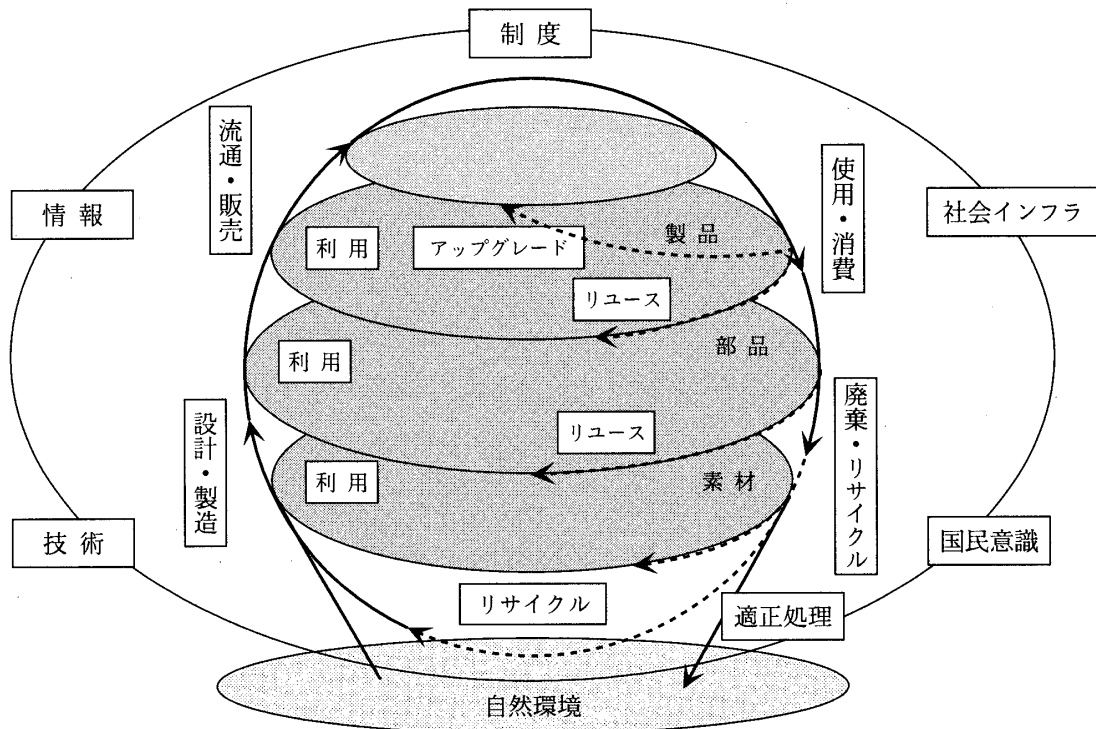 制度
流通・販売
使用・消費
情報
社会インフラ
利用
アップグレード
製品
リユース
利用
部品
設計・製造
廃棄・リサイクル
リユース
利用
素材
技術
国民意識
リサイクル
適正処理
自然環境